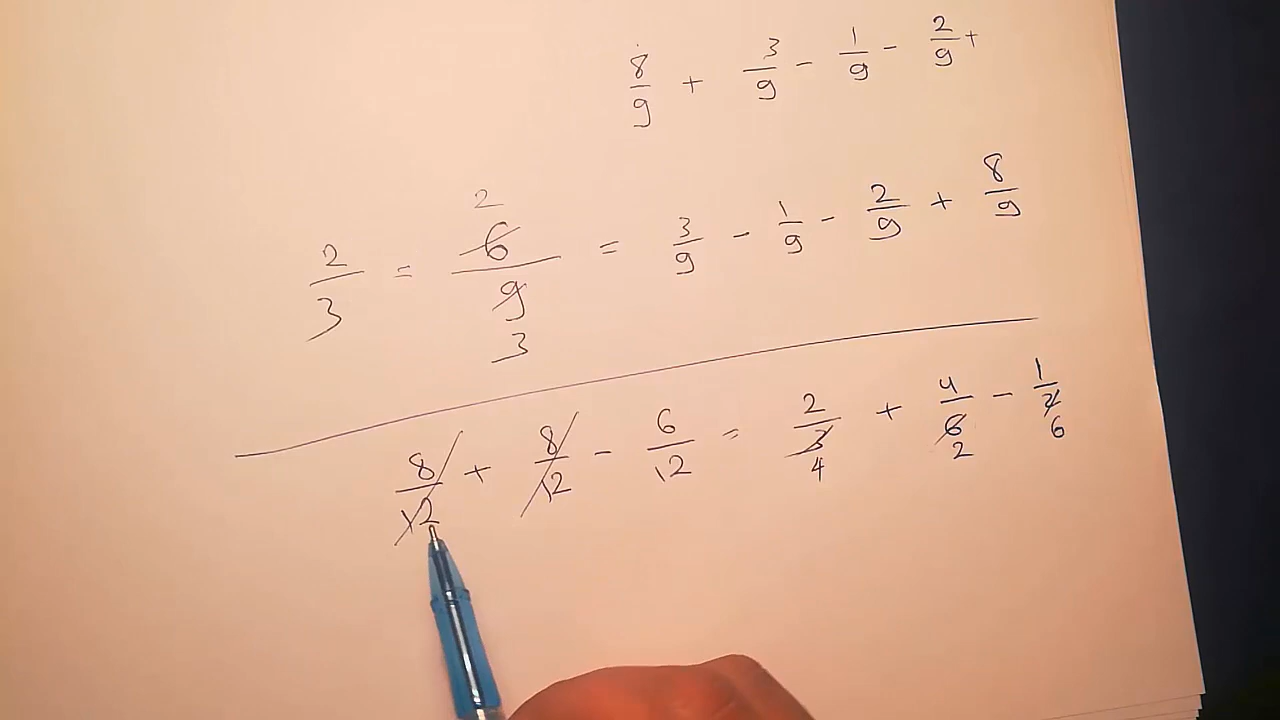 8/9 + 3/9 - 1/9 - 2/9 +
2/3 = 6/9 = 3/9 - 1/9 - 2/9 + 8/9
2
3
8/12 + 8/12 - 6/12 = 2/3 + 4/6 - 1/2
4 2 6